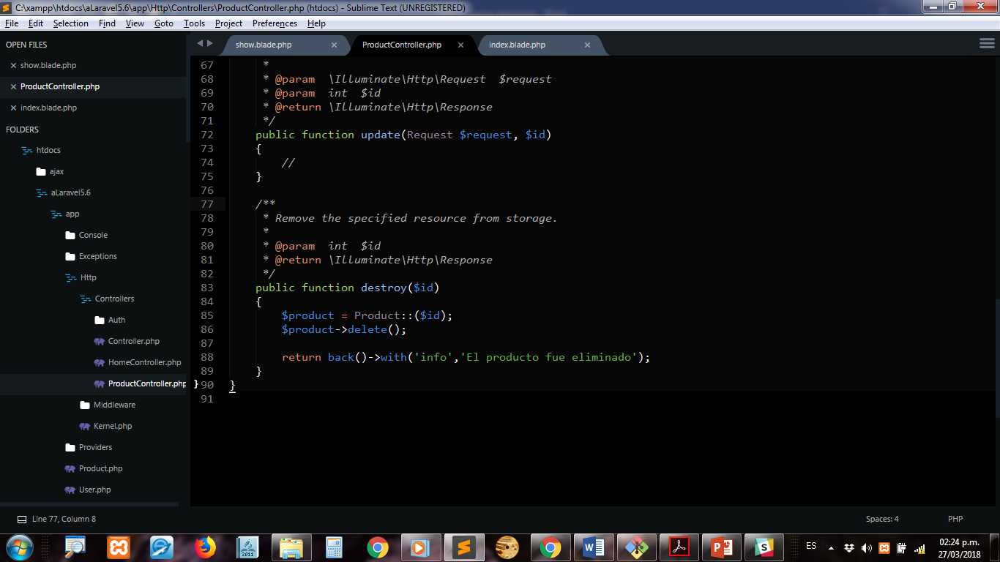 C:\xampp\htdocs\aLaravel5.6\app\Http\Controllers\ProductController.php (htdocs) - Sublime Text (UNREGISTERED)
File Edit Selection Find View Goto Tools Project Preferences Help
OPEN FILES
show.blade.php
ProductController.php
index.blade.php
FOLDERS
htdocs
ajax
aLaravel5.6
app
Console
Exceptions
Http
Controllers
Auth
Controller.php
HomeController.php
ProductController.php
Middleware
Kernel.php
Providers
Product.php
User.php
show.blade.php ProductController.php index.blade.php
67 *
68 * @param \Illuminate\Http\Request $request
69 * @param int $id
70 * @return \Illuminate\Http\Response
71 */
72 public function update(Request $request, $id)
73 {
74 //
75 }
76
77 /**
78 * Remove the specified resource from storage.
79 *
80 * @param int $id
81 * @return \Illuminate\Http\Response
82 */
83 public function destroy($id)
84 {
85 $product = Product::($id);
86 $product->delete();
87
88 return back()->with('info','El producto fue eliminado');
89 }
}90 }
91
Line 77, Column 8 Spaces: 4 PHP
2011
ES
02:24 p.m.
27/03/2018